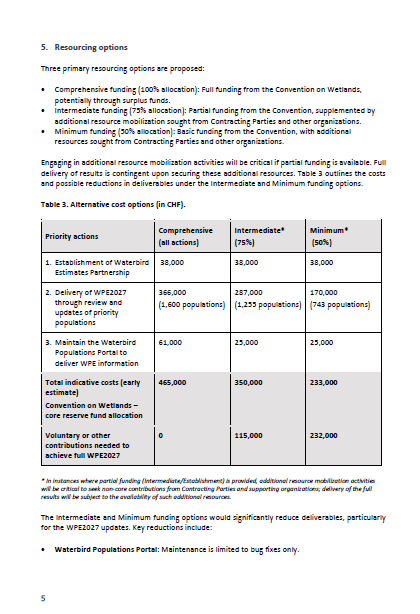 5. Resourcing options
Three primary resourcing options are proposed:
• Comprehensive funding (100% allocation): Full funding from the Convention on Wetlands,
potentially through surplus funds.
• Intermediate funding (75% allocation): Partial funding from the Convention, supplemented by
additional resource mobilization sought from Contracting Parties and other organizations.
• Minimum funding (50% allocation): Basic funding from the Convention, with additional
resources sought from Contracting Parties and other organizations.
Engaging in additional resource mobilization activities will be critical if partial funding is available. Full
delivery of results is contingent upon securing these additional resources. Table 3 outlines the costs
and possible reductions in deliverables under the Intermediate and Minimum funding options.
Table 3. Alternative cost options (in CHF).
Priority actions
Comprehensive
(all actions)
Intermediate*
(75%)
Minimum*
(50%)
1. Establishment of Waterbird
Estimates Partnership
38,000
38,000
38,000
2. Delivery of WPE2027
through review and
updates of priority
populations
366,000
(1,600 populations)
287,000
(1,255 populations)
170,000
(743 populations)
3. Maintain the Waterbird
Populations Portal to
deliver WPE information
61,000
25,000
25,000
Total indicative costs (early
estimate)
Convention on Wetlands –
core reserve fund allocation
465,000
350,000
233,000
Voluntary or other
contributions needed to
achieve full WPE2027
0
115,000
232,000
* In instances where partial funding (Intermediate/Establishment) is provided, additional resource mobilization activities
will be critical to seek non-core contributions from Contracting Parties and supporting organizations; delivery of the full
results will be subject to the availability of such additional resources.
The Intermediate and Minimum funding options would significantly reduce deliverables, particularly
for the WPE2027 updates. Key reductions include:
• Waterbird Populations Portal: Maintenance is limited to bug fixes only.
5